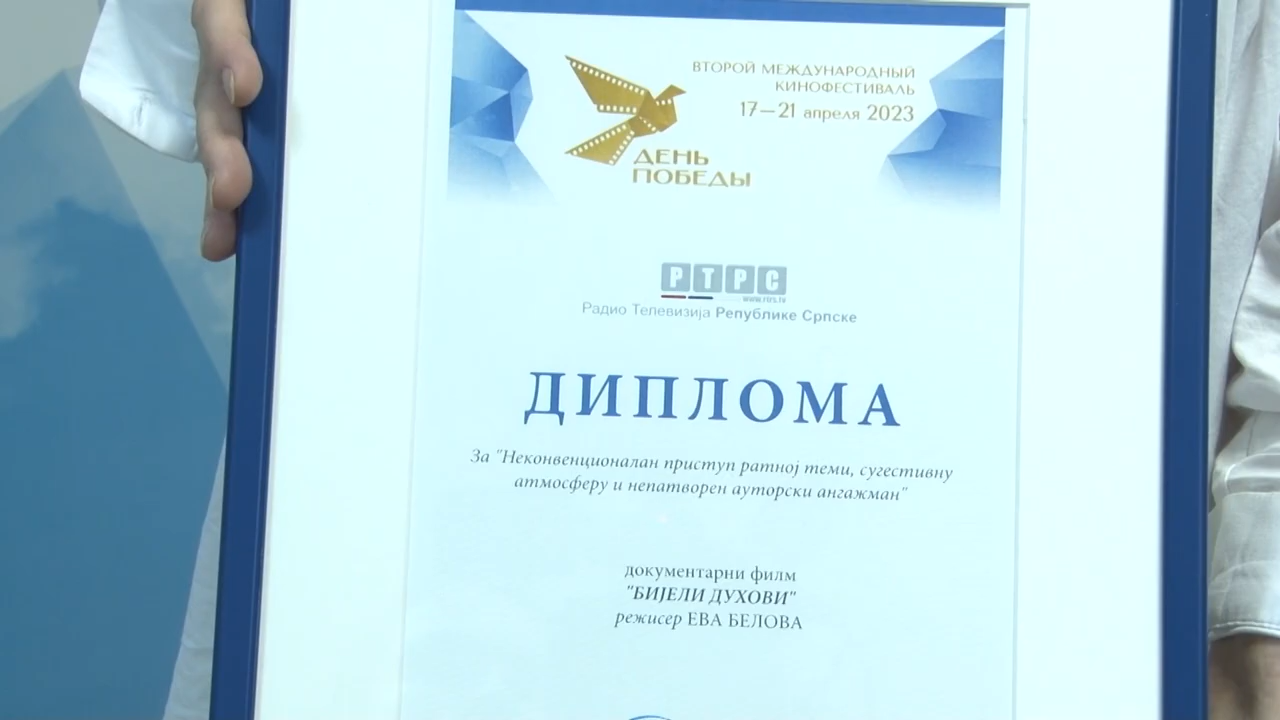 ВТОРОЙ МЕЖДУНАРОДНЫЙ
КИНОФЕСТИВАЛЬ
17—21 апреля 2023
ДЕНЬ
ПОБЕДЫ
РТРС
www.rtrs.tv
Радио Телевизија Републике Српске
ДИПЛОМА
За "Неконвенционалан приступ ратној теми, сугестивну
атмосферу и непатворен ауторски ангажман"
документарни филм
"БИЈЕЛИ ДУХОВИ"
режисер ЕВА БЕЛОВА